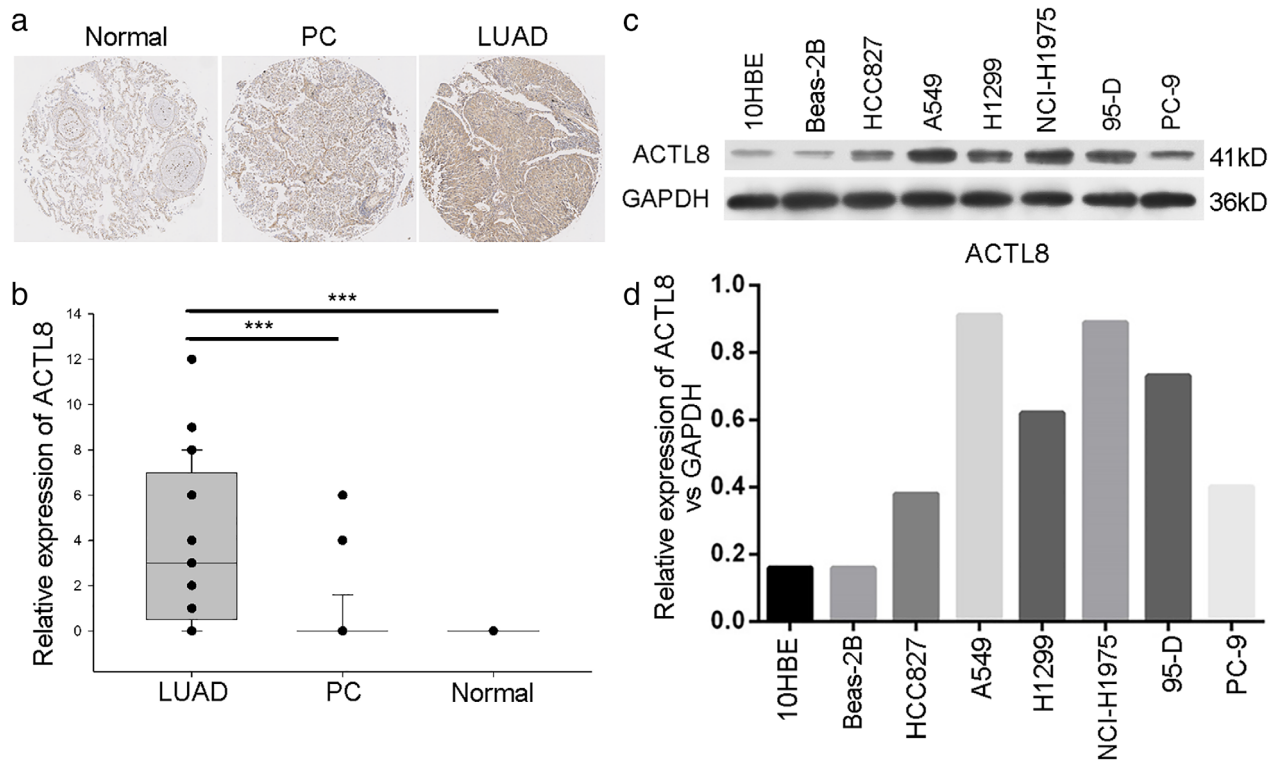 a
Normal PC LUAD
b
***
***
Relative expression of ACTL8
14
12
10
8
6
4
2
0
LUAD PC Normal
c
10HBE Beas-2B HCC827 A549 H1299 NCI-H1975 95-D PC-9
ACTL8 41kD
GAPDH 36kD
d
ACTL8
Relative expression of ACTL8
vs GAPDH
1.0
0.8
0.6
0.4
0.2
0.0
10HBE Beas-2B HCC827 A549 H1299 NCI-H1975 95-D PC-9